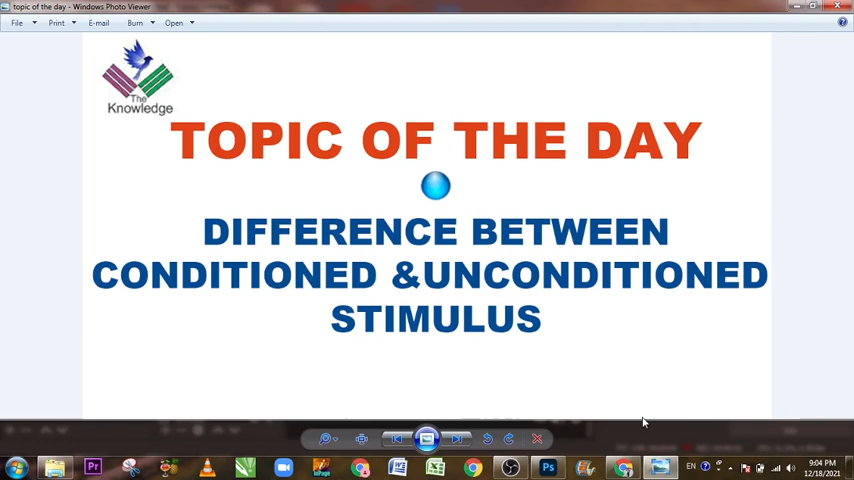 topic of the day - Windows Photo Viewer
File Print E-mail Burn Open
The
Knowledge
TOPIC OF THE DAY
DIFFERENCE BETWEEN
CONDITIONED &UNCONDITIONED
STIMULUS
EN 9:04 PM
12/18/2021